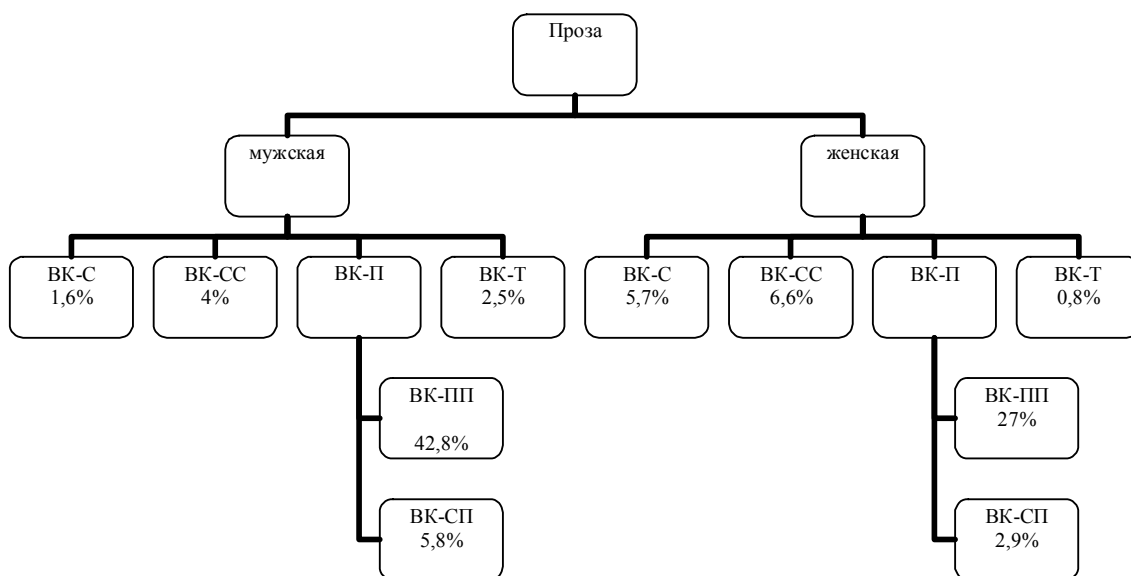 Проза
мужская
женская
ВК-С
1,6%
ВК-СС
4%
ВК-П
ВК-Т
2,5%
ВК-С
5,7%
ВК-СС
6,6%
ВК-П
ВК-Т
0,8%
ВК-ПП
42,8%
ВК-ПП
27%
ВК-СП
5,8%
ВК-СП
2,9%